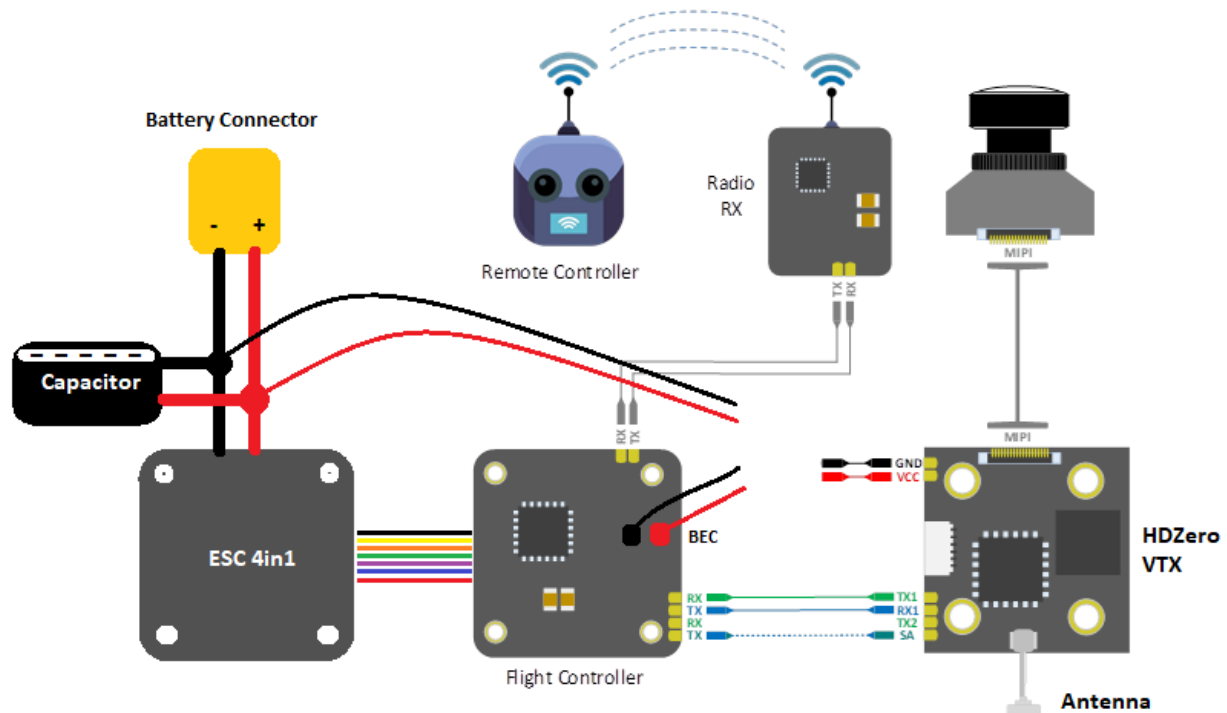 Battery Connector
- +
Capacitor
Remote Controller
Radio
RX
TX
RX
MIPI
MIPI
RX
TX
ESC 4in1
BEC
GND
VCC
HDZero
VTX
RX
TX
RX
TX
TX1
RX1
TX2
SA
Flight Controller
Antenna